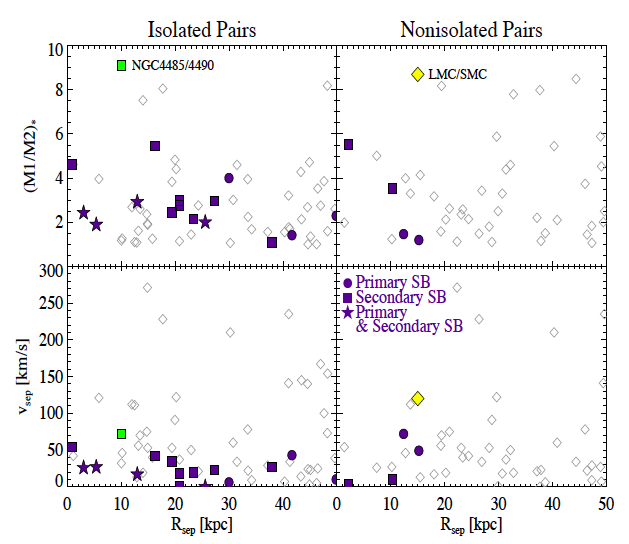 Isolated Pairs
Nonisolated Pairs
10
8
6
4
2
(M1/M2)*
NGC4485/4490
LMC/SMC
300
250
200
150
100
50
0
v_sep [km/s]
Primary SB
Secondary SB
Primary
& Secondary SB
0 10 20 30 40 0 10 20 30 40 50
R_sep [kpc]
R_sep [kpc]